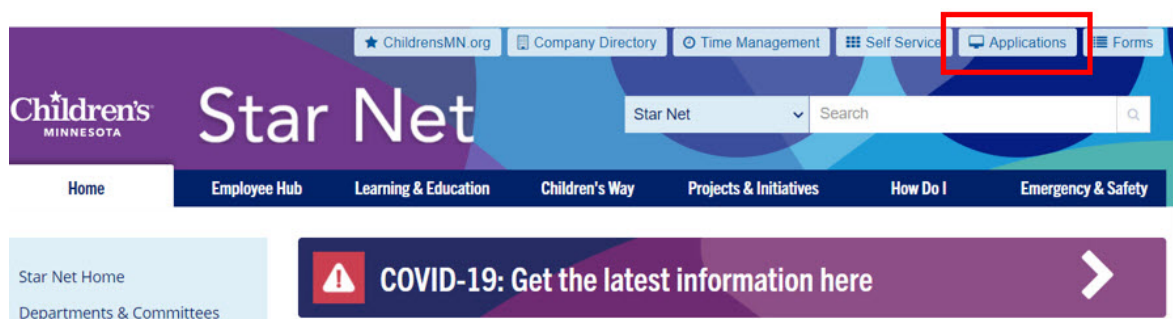 ChildrensMN.org Company Directory Time Management Self Service Applications Forms
Children's
MINNESOTA
Star Net
Star Net Search
Home Employee Hub Learning & Education Children's Way Projects & Initiatives How Do I Emergency & Safety
Star Net Home
COVID-19: Get the latest information here
Departments & Committees